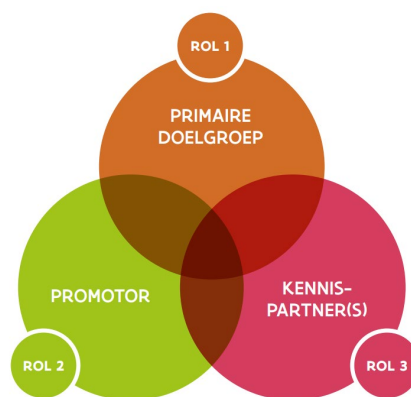 ROL 1
PRIMAIRE
DOELGROEP
PROMOTOR
KENNIS-
PARTNER(S)
ROL 2
ROL 3